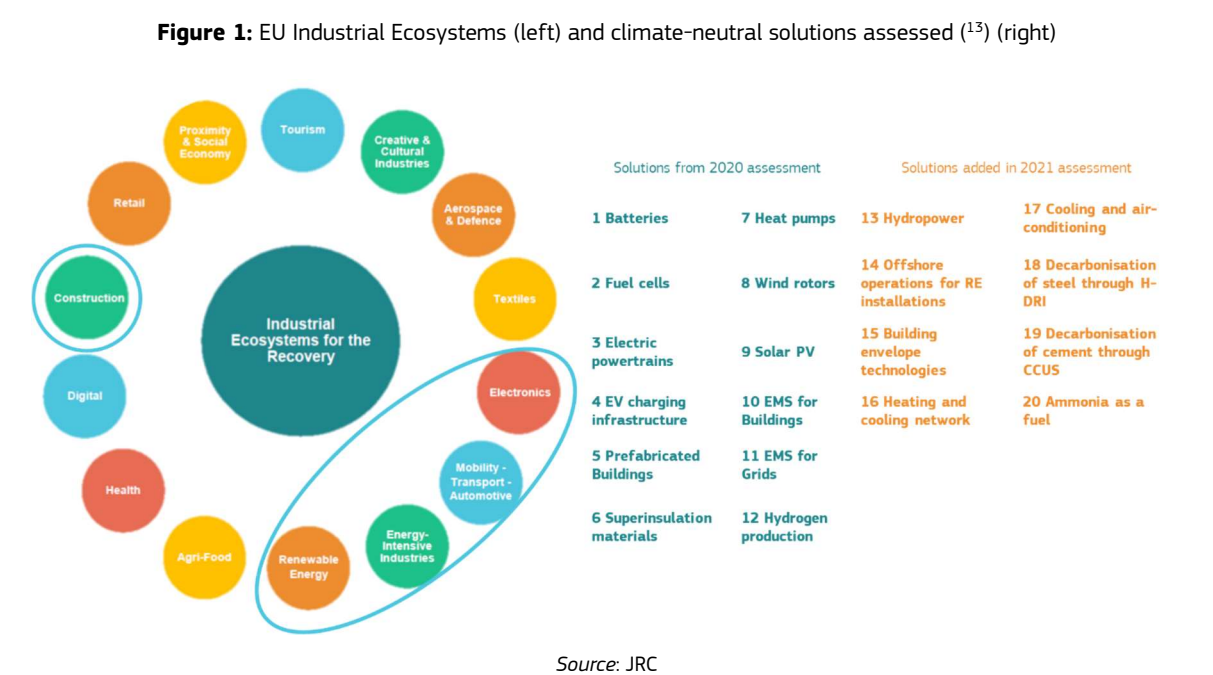 Figure 1: EU Industrial Ecosystems (left) and climate-neutral solutions assessed (13) (right)
Tourism
Proximity
& Social
Economy
Creative &
Cultural
Industries
Retail
Aerospace
& Defence
Construction
Textiles
Industrial
Ecosystems for the
Recovery
Digital
Electronics
Health
Mobility -
Transport -
Automotive
Agri-Food
Renewable
Energy
Energy-
Intensive
Industries
Solutions from 2020 assessment
1 Batteries
2 Fuel cells
3 Electric
powertrains
4 EV charging
infrastructure
5 Prefabricated
Buildings
6 Superinsulation
materials
7 Heat pumps
8 Wind rotors
9 Solar PV
10 EMS for
Buildings
11 EMS for
Grids
12 Hydrogen
production
Solutions added in 2021 assessment
13 Hydropower
14 Offshore
operations for RE
installations
15 Building
envelope
technologies
16 Heating and
cooling network
17 Cooling and air-
conditioning
18 Decarbonisation
of steel through H-
DRI
19 Decarbonisation
of cement through
CCUS
20 Ammonia as a
fuel
Source: JRC